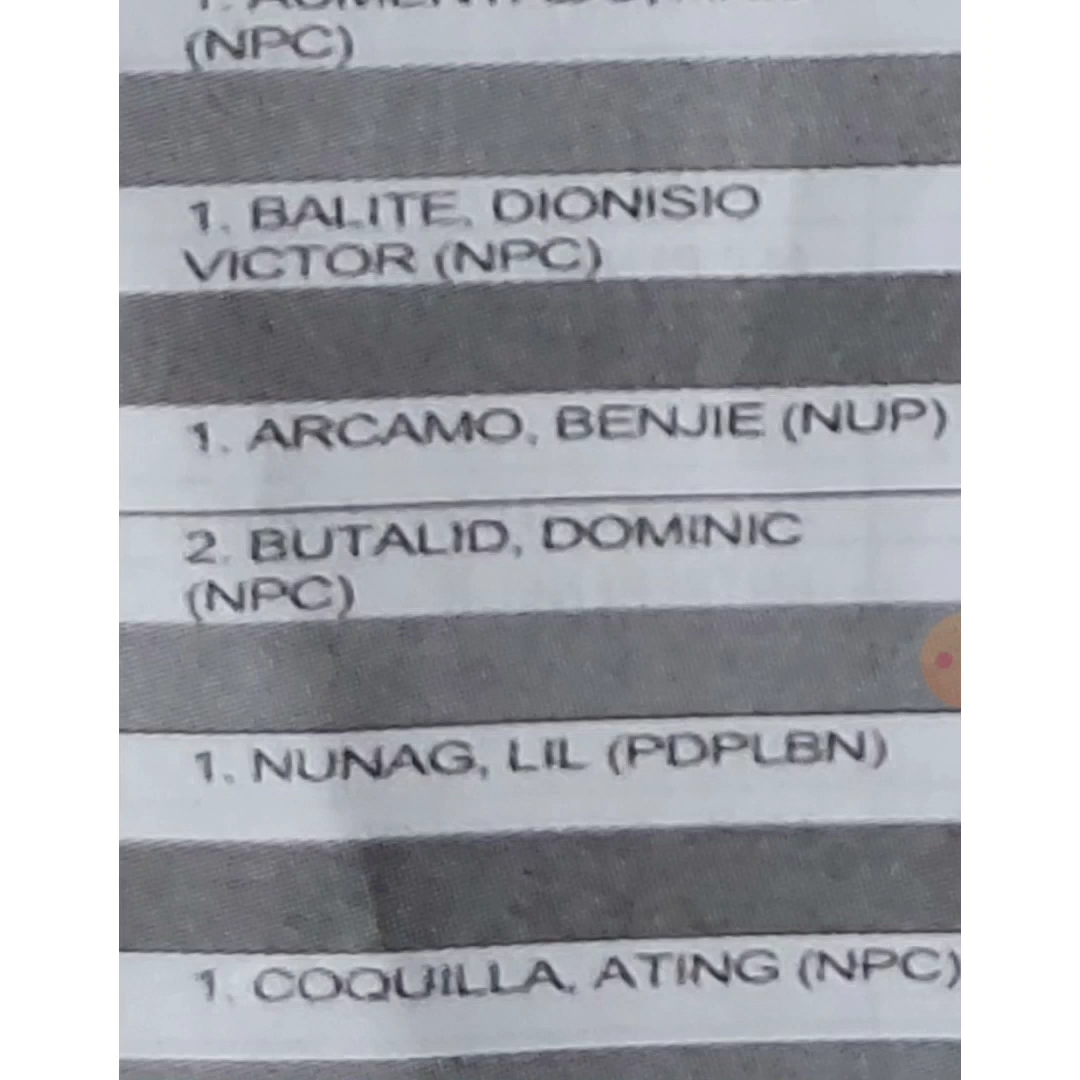 (NPC)
1. BALITE, DIONISIO
VICTOR (NPC)
1. ARCAMO, BENJIE (NUP)
2. BUTALID, DOMINIC
(NPC)
1. NUNAG, LIL (PDPLBN)
1. COQUILLA, ATING (NPC)